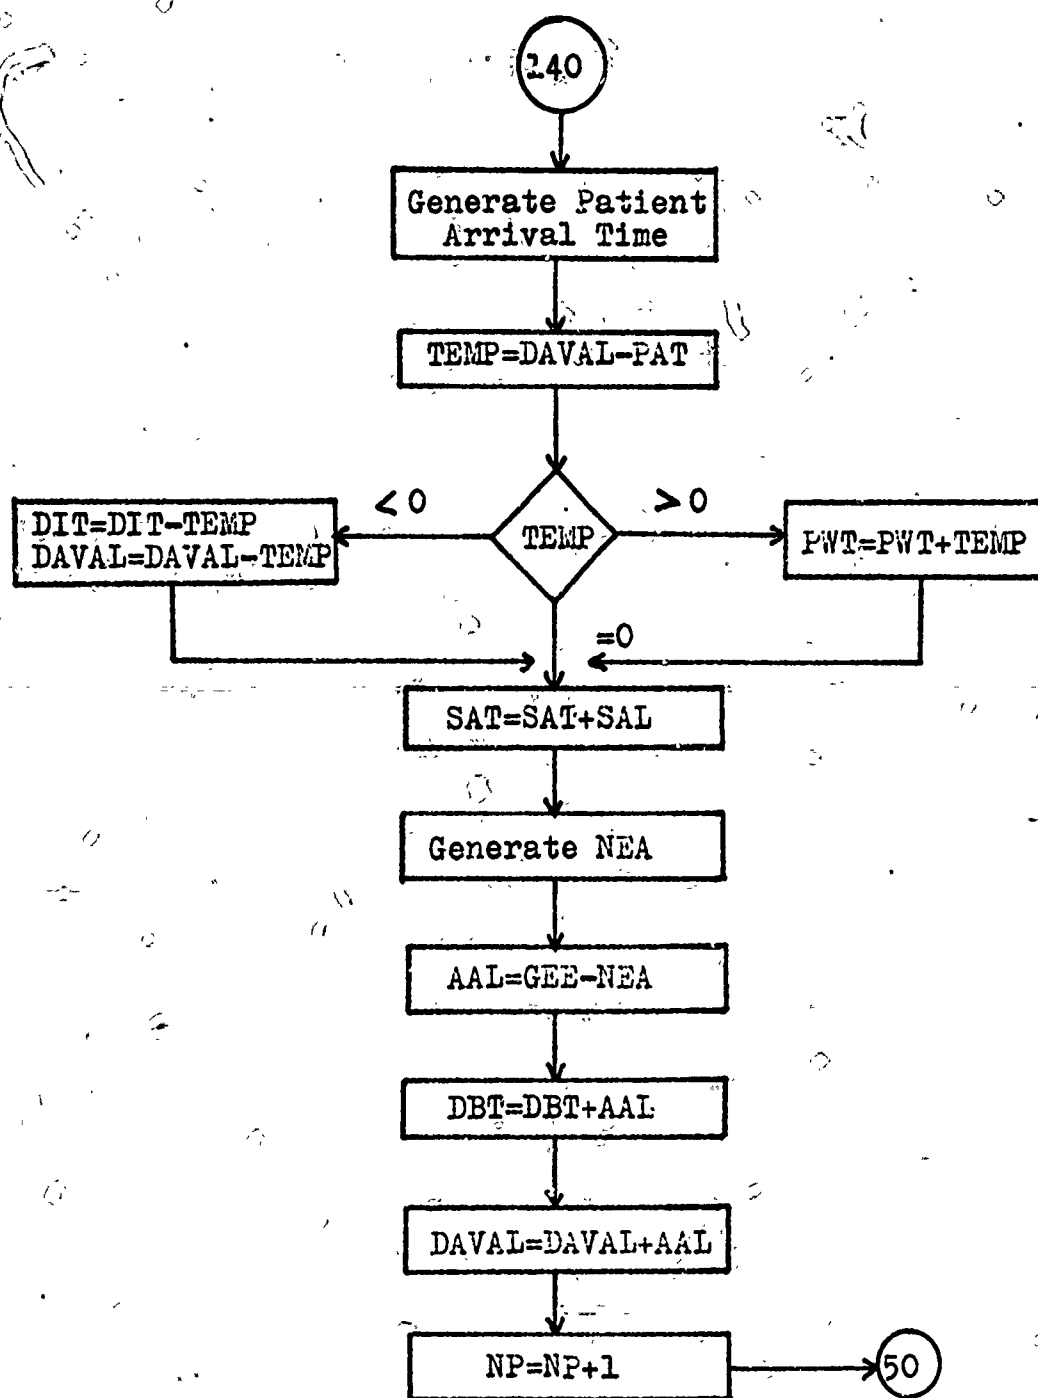 140
Generate Patient
Arrival Time
TEMP=DAVAL-PAT
< 0
> 0
DIT=DIT-TEMP
DAVAL=DAVAL-TEMP
TEMP
PWT=PWT+TEMP
=0
SAT=SAT+SAL
Generate NEA
AAL=GEE-NEA
DBT=DBT+AAL
DAVAL=DAVAL+AAL
NP=NP+1
50